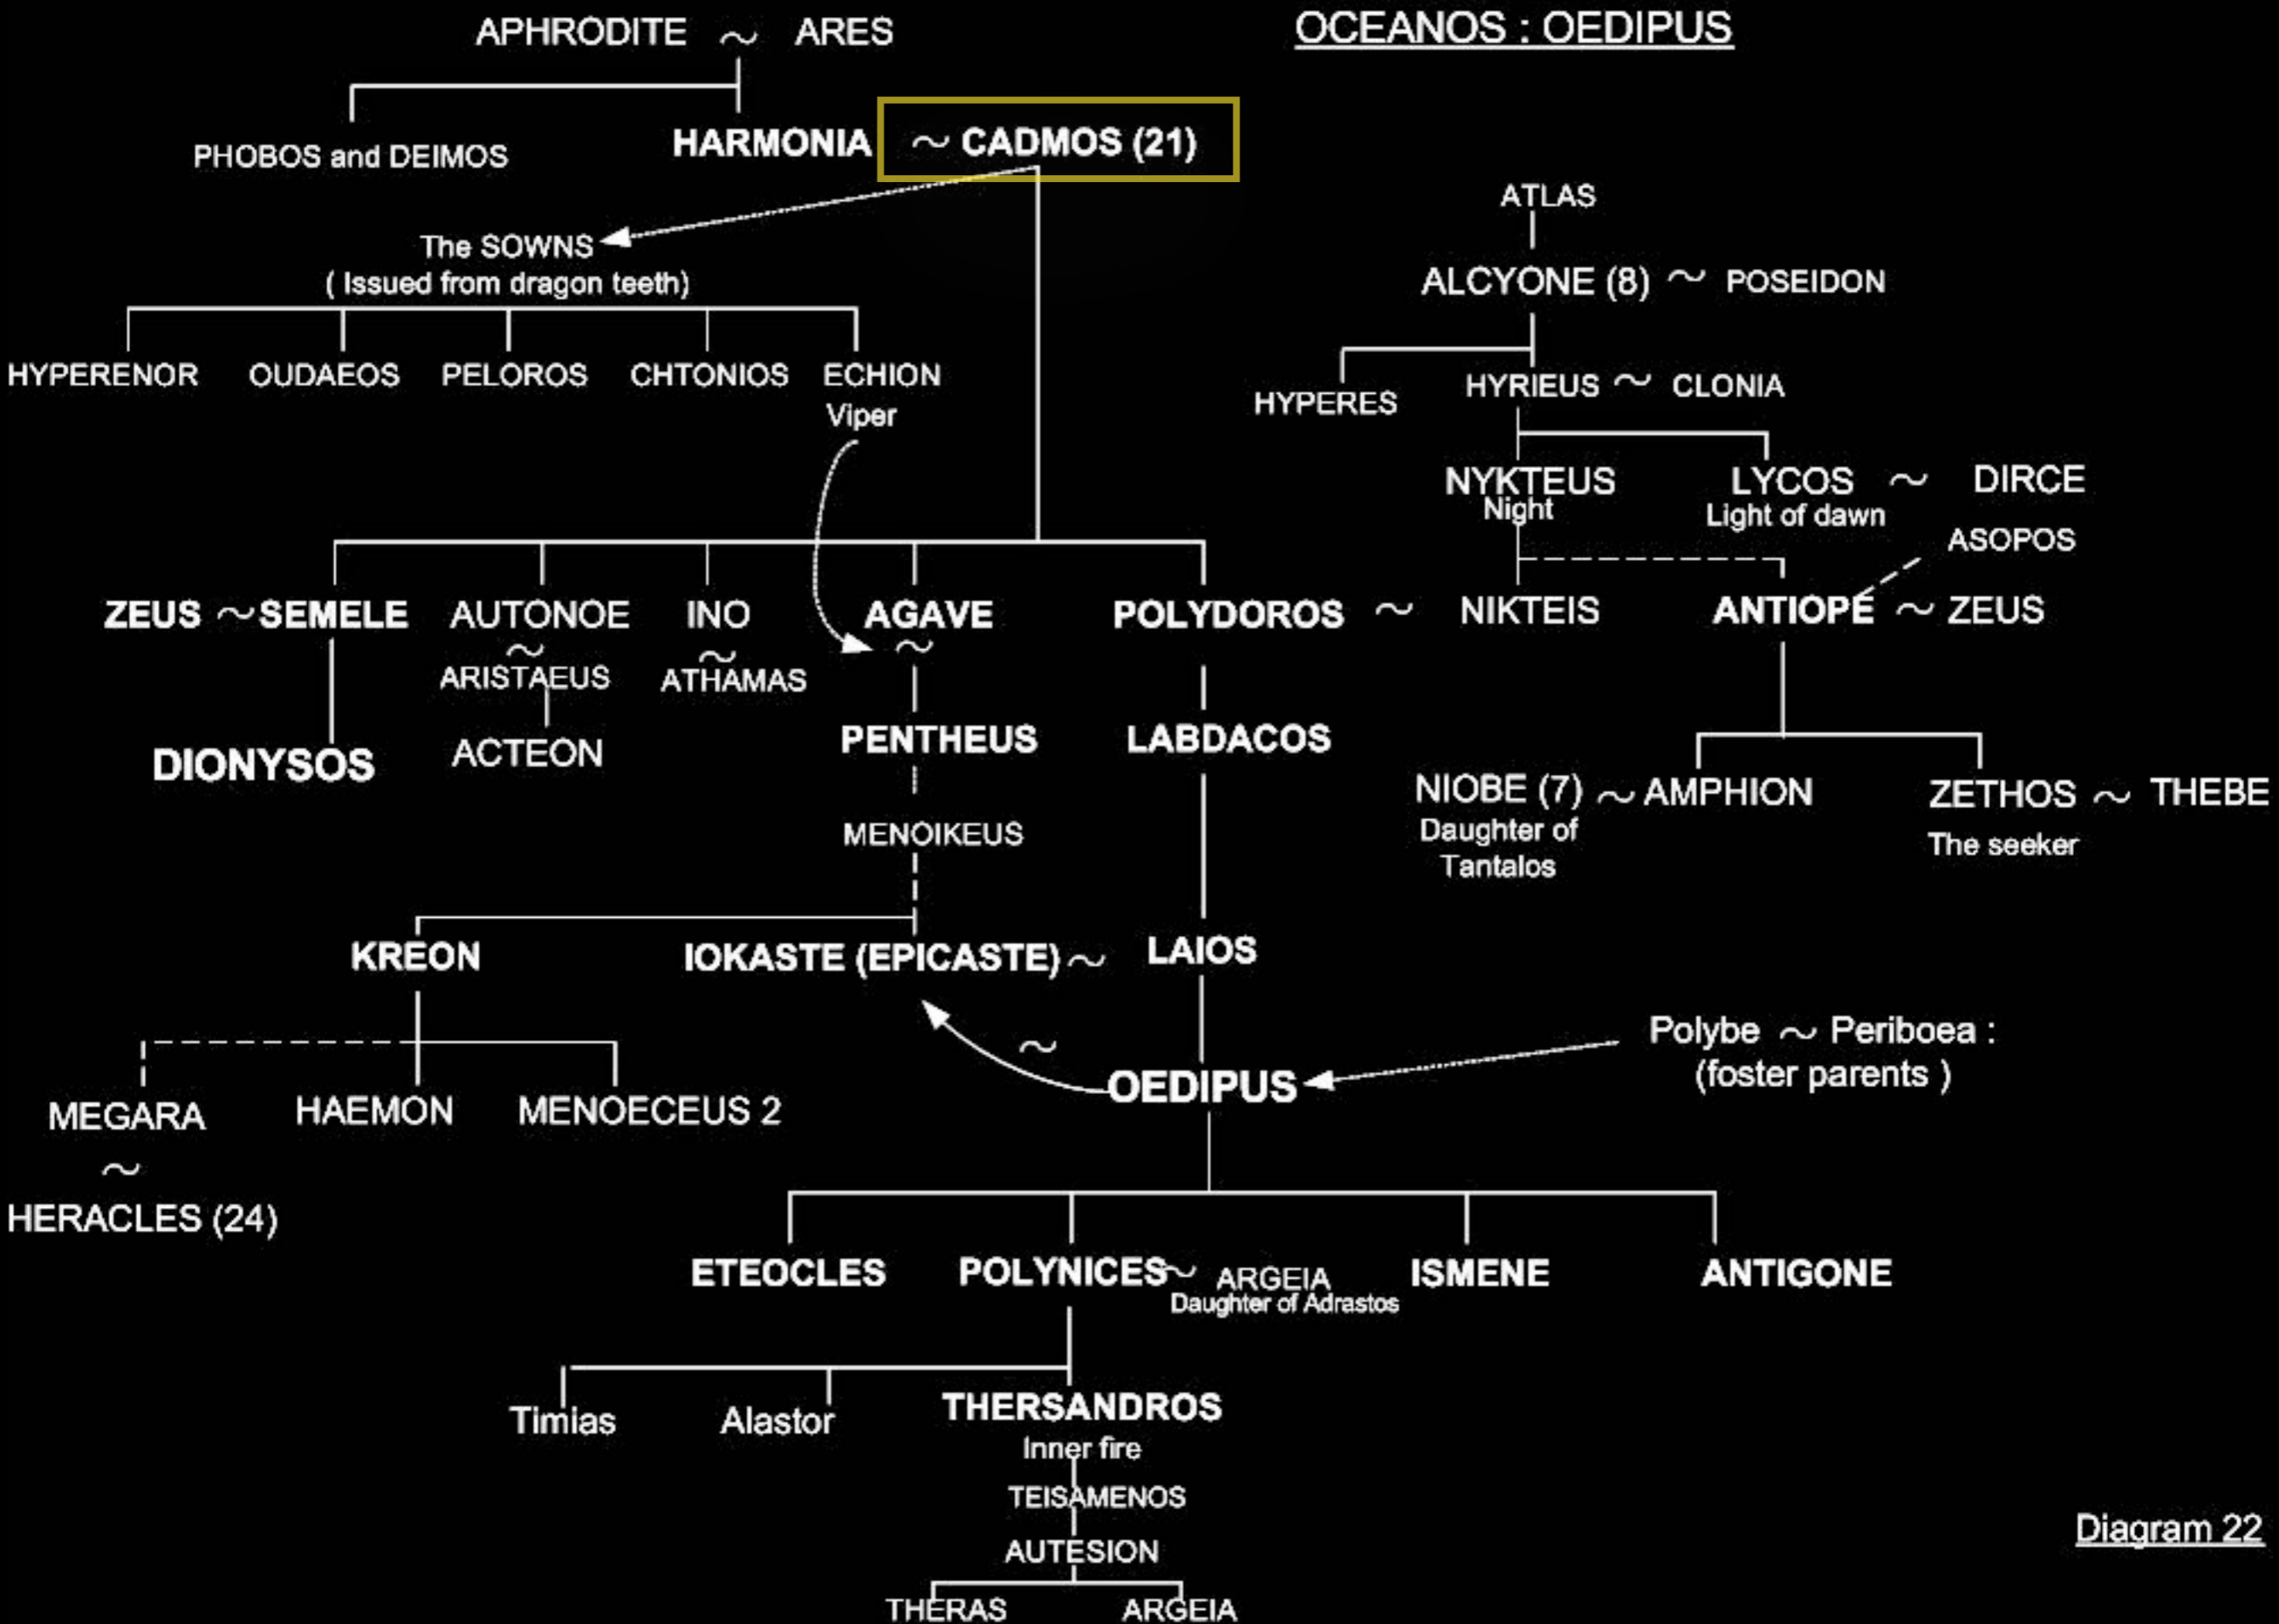 OCEANOS : OEDIPUS
APHRODITE ~ ARES
PHOBOS and DEIMOS
HARMONIA ~ CADMOS (21)
The SOWNS
( Issued from dragon teeth)
HYPERENOR OUDAEOS PELOROS CHTONIOS ECHION
Viper
ATLAS
ALCYONE (8) ~ POSEIDON
HYPERES
HYRIEUS ~ CLONIA
NYKTEUS
Night
LYCOS ~ DIRCE
Light of dawn
ASOPOS
ZEUS ~ SEMELE AUTONOE INO AGAVE POLYDOROS ~ NIKTEIS ANTIOPE ~ ZEUS
~ ~ ~
ARISTAEUS ATHAMAS
DIONYSOS ACTEON PENTHEUS LABDACOS
NIOBE (7) ~ AMPHION ZETHOS ~ THEBE
Daughter of
Tantalos
The seeker
MENOIKEUS
KREON IOKASTE (EPICASTE) ~ LAIOS
~
OEDIPUS
Polybe ~ Periboea :
(foster parents )
MEGARA HAEMON MENOECEUS 2
~
HERACLES (24)
ETEOCLES POLYNICES ~ ARGEIA ISMENE ANTIGONE
Daughter of Adrastos
Timias Alastor THERSANDROS
Inner fire
TEISAMENOS
AUTESION
THERAS ARGEIA
Diagram 22